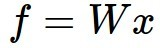 f = Wx